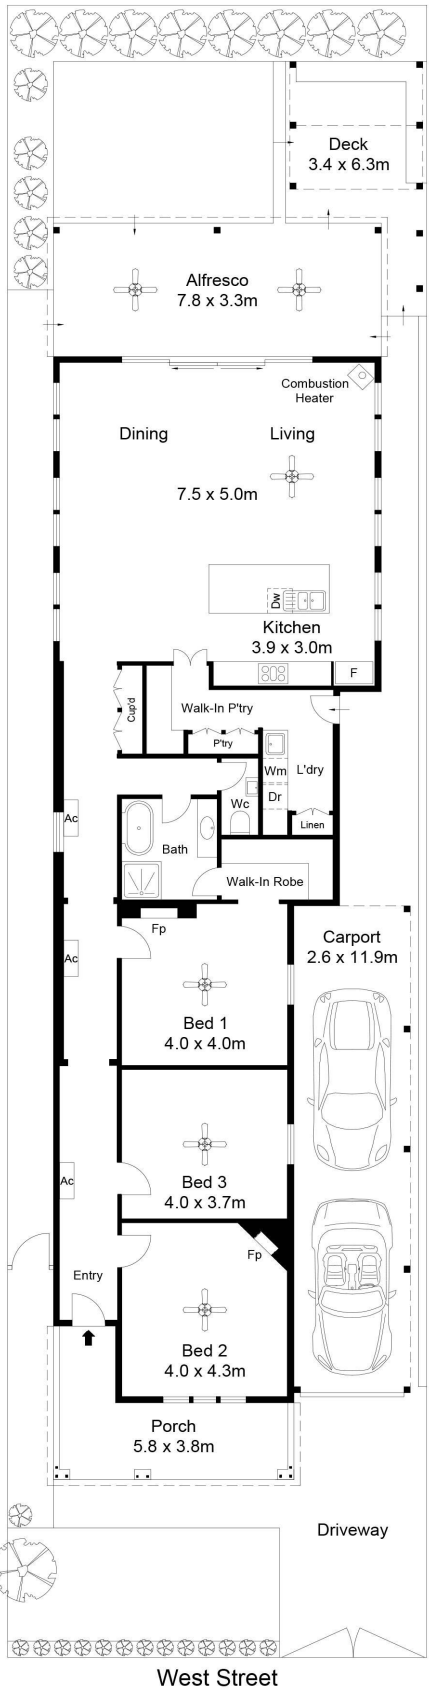 Deck
3.4 x 6.3m
Alfresco
7.8 x 3.3m
Combustion
Heater
Dining
Living
7.5 x 5.0m
Dw
Kitchen
3.9 x 3.0m
F
Cup'd
Walk-In P'try
P'try
Wm
L'dry
Dr
Wc
Linen
Ac
Bath
Walk-In Robe
Fp
Carport
2.6 x 11.9m
Ac
Bed 1
4.0 x 4.0m
Ac
Bed 3
4.0 x 3.7m
Fp
Entry
Bed 2
4.0 x 4.3m
Porch
5.8 x 3.8m
Driveway
West Street